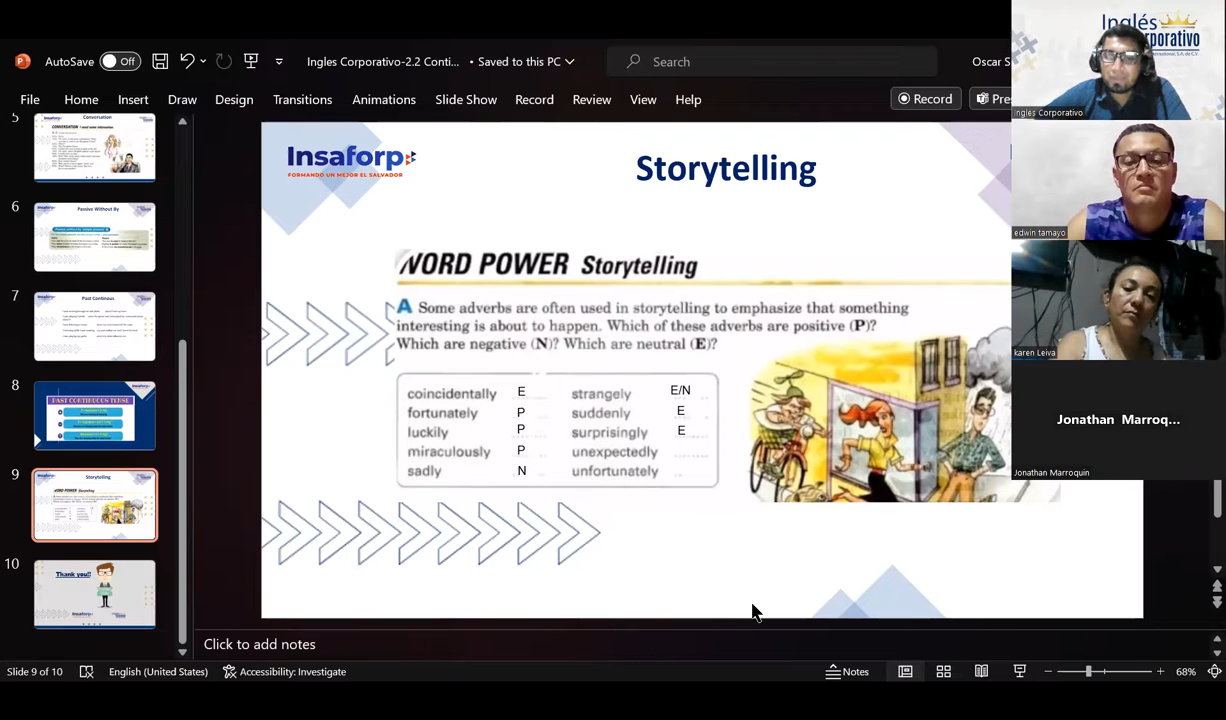 AutoSave Off
Ingles Corporativo-2.2 Conti... • Saved to this PC
Search
Oscar S
File Home Insert Draw Design Transitions Animations Slide Show Record Review View Help
Record
Pres
5
Conversation
6
Passive Without By
7
Past Continous
8
PAST CONTINUOUS TENSE
9
Storytelling
10
Thank you!!
Insaforp
FORMANDO UN MEJOR EL SALVADOR
Storytelling
WORD POWER Storytelling
A Some adverbs are often used in storytelling to emphasize that something
interesting is about to happen. Which of these adverbs are positive (P)?
Which are negative (N)? Which are neutral (E)?
coincidentally E strangely E/N
fortunately P suddenly E
luckily P surprisingly E
miraculously P unexpectedly
sadly N unfortunately
Inglés
Corporativo
Ingles Corporativo
edwin tamayo
karen Leiva
Jonathan Marroq...
Jonathan Marroquin
Click to add notes
Slide 9 of 10 English (United States) Accessibility: Investigate Notes 68%